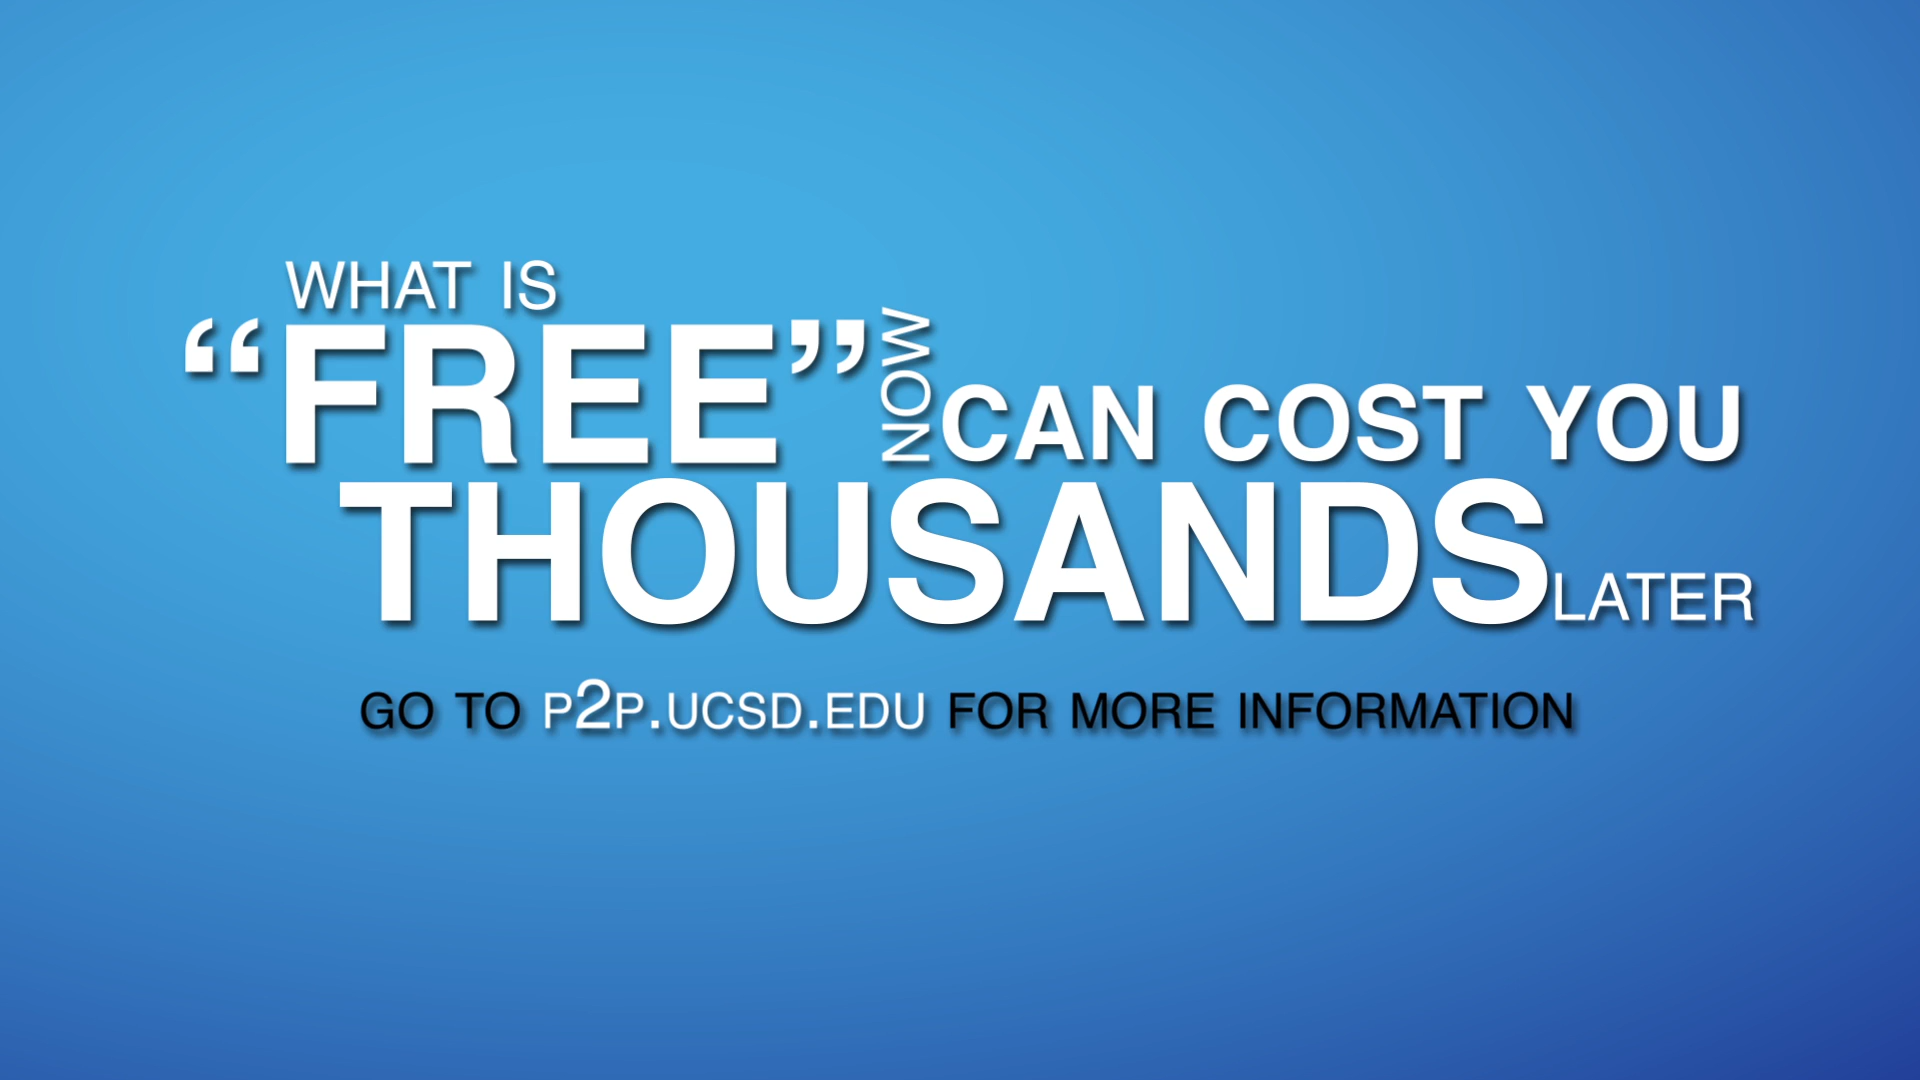 WHAT IS
“FREE” NOW CAN COST YOU
THOUSANDS LATER
GO TO P2P.UCSD.EDU FOR MORE INFORMATION